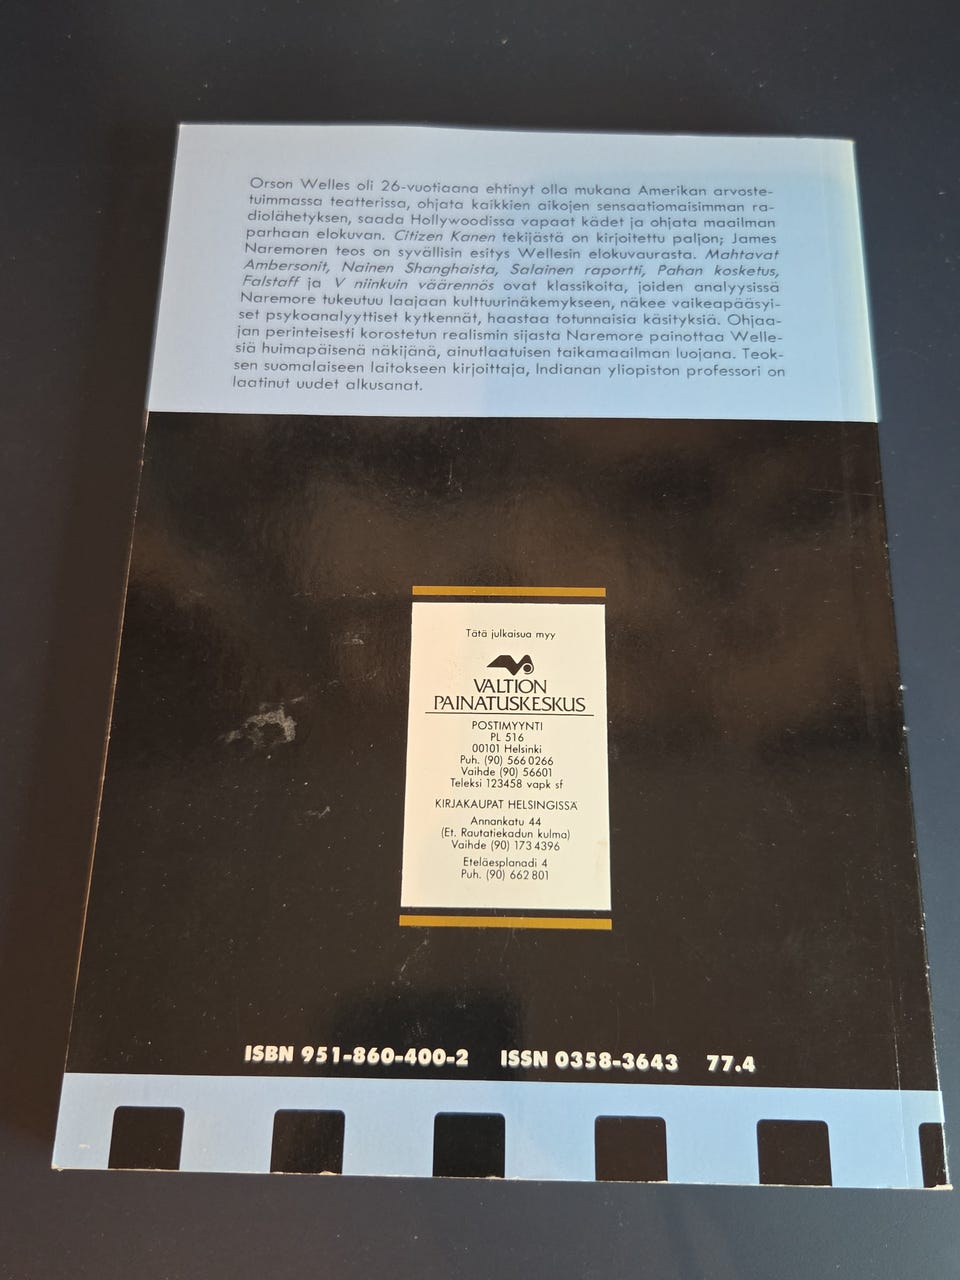 Orson Welles oli 26-vuotiaana ehtinyt olla mukana Amerikan arvoste-
tuimmassa teatterissa, ohjata kaikkien aikojen sensaatiomaisimman ra-
diolähetyksen, saada Hollywoodissa vapaat kädet ja ohjata maailman
parhaan elokuvan. Citizen Kanen tekijästä on kirjoitettu paljon; James
Naremoren teos on syvällisin esitys Wellesin elokuvaurasta. Mahtavat
Ambersonit, Nainen Shanghaista, Salainen raportti, Pahan kosketus,
Falstaff ja V niinkuin väärennös ovat klassikoita, joiden analyysissä
Naremore tukeutuu laajaan kulttuurinäkemykseen, näkee vaikeapääsyi-
set psykoanalyyttiset kytkennät, haastaa totunnaisia käsityksiä. Ohjaa-
jan perinteisesti korostetun realismin sijasta Naremore painottaa Welle-
siä huimapäisenä näkijänä, ainutlaatuisen taikamaailman luojana. Teok-
sen suomalaiseen laitokseen kirjoittaja, Indianan yliopiston professori on
laatinut uudet alkusanat.
Tätä julkaisua myy
VALTION
PAINATUSKESKUS
POSTIMYYNTI
PL 516
00101 Helsinki
Puh. (90) 566 0266
Vaihde (90) 56601
Teleksi 123458 vapk sf
KIRJAKAUPAT HELSINGISSÄ
Annankatu 44
(Et. Rautatiekadun kulma)
Vaihde (90) 173 4396
Eteläesplanadi 4
Puh. (90) 662 801
ISBN 951-860-400-2 ISSN 0358-3643 77.4